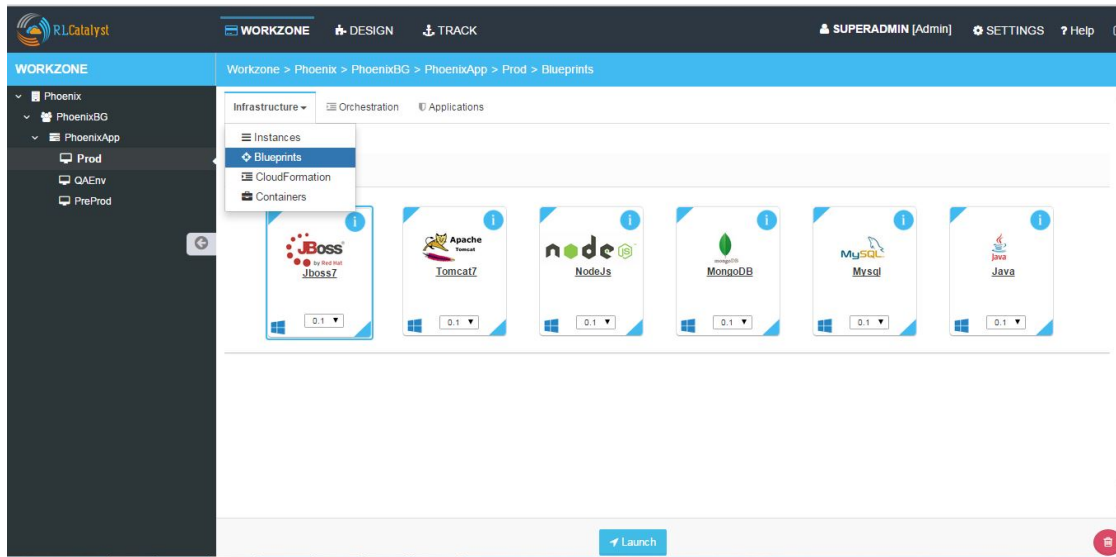 RLCatalyst
WORKZONE DESIGN TRACK SUPERADMIN [Admin] SETTINGS ? Help
WORKZONE
Workzone > Phoenix > PhoenixBG > PhoenixApp > Prod > Blueprints
Phoenix
PhoenixBG
PhoenixApp
Prod
QAEnv
PreProd
Infrastructure Orchestration Applications
Instances
Blueprints
CloudFormation
Containers
JBoss
by Red Hat
Jboss7
0.1
Apache
Tomcat
Tomcat7
0.1
node JS
NodeJs
0.1
mongoDB
MongoDB
0.1
MySQL
Mysql
0.1
Java
Java
0.1
Launch